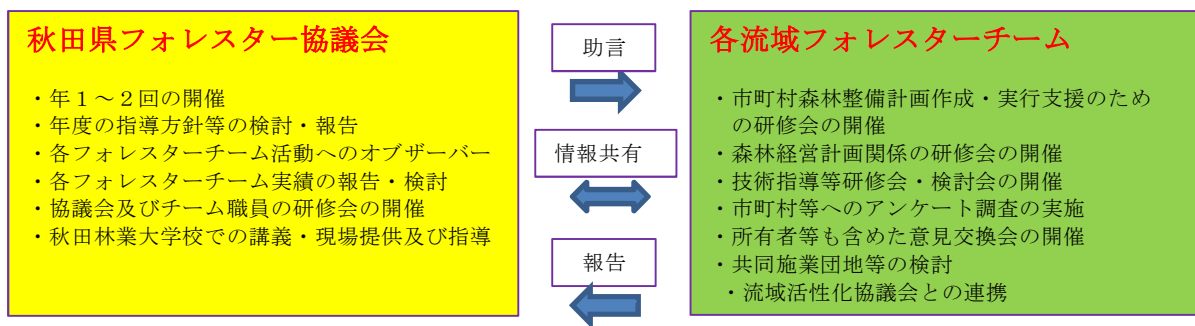 秋田県フォレスター協議会
・年１～２回の開催
・年度の指導方針等の検討・報告
・各フォレスターチーム活動へのオブザーバー
・各フォレスターチーム実績の報告・検討
・協議会及びチーム職員の研修会の開催
・秋田林業大学校での講義・現場提供及び指導
助言
情報共有
報告
各流域フォレスターチーム
・市町村森林整備計画作成・実行支援のため
の研修会の開催
・森林経営計画関係の研修会の開催
・技術指導等研修会・検討会の開催
・市町村等へのアンケート調査の実施
・所有者等も含めた意見交換会の開催
・共同施業団地等の検討
・流域活性化協議会との連携